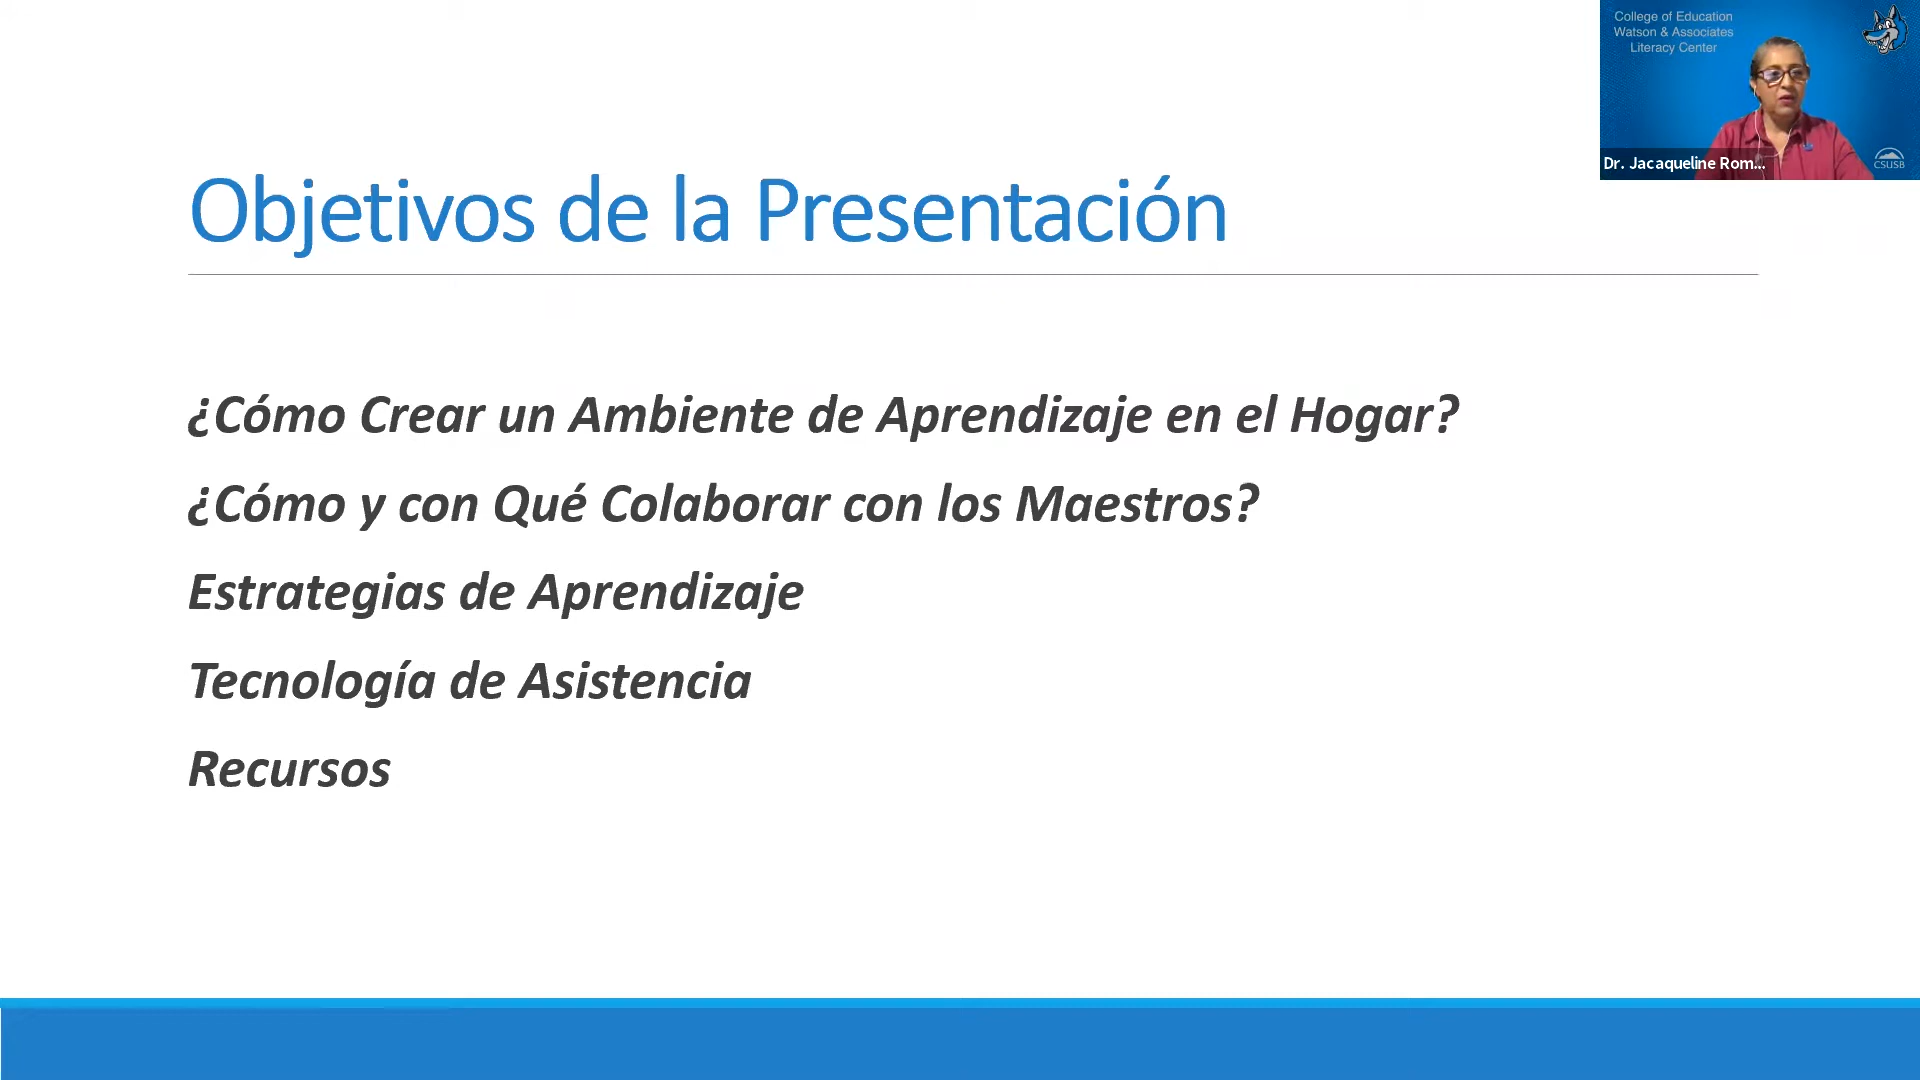 College of Education
Watson & Associates
Literacy Center
Dr. Jacaqueline Rom...
CSUSB
Objetivos de la Presentación
¿Cómo Crear un Ambiente de Aprendizaje en el Hogar?
¿Cómo y con Qué Colaborar con los Maestros?
Estrategias de Aprendizaje
Tecnología de Asistencia
Recursos